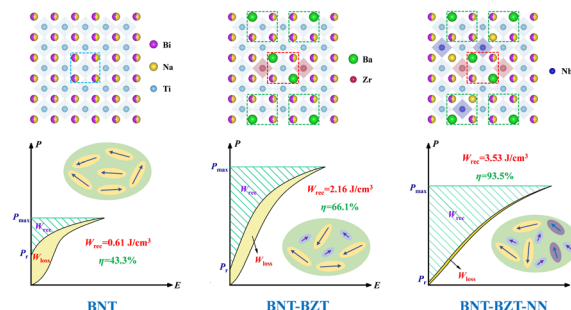 Bi
Na
Ti
Ba
Zr
Nb
P
Pmax
Pr
Wrec
Wloss
Wrec=0.61 J/cm³
η=43.3%
E
BNT
P
Pmax
Pr
Wrec
Wrec=2.16 J/cm³
η=66.1%
Wloss
E
BNT-BZT
P
Wrec=3.53 J/cm³
η=93.5%
Pmax
Wrec
Pr
Wloss
E
BNT-BZT-NN